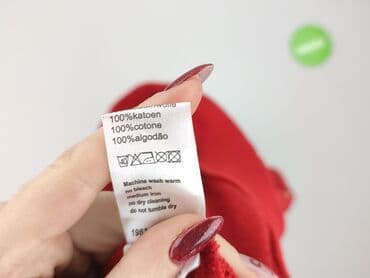 100%katoen
100%cotone
100%algodão
40
Machine wash warm
no bleach
medium iron
no dry cleaning
do not tumble dry